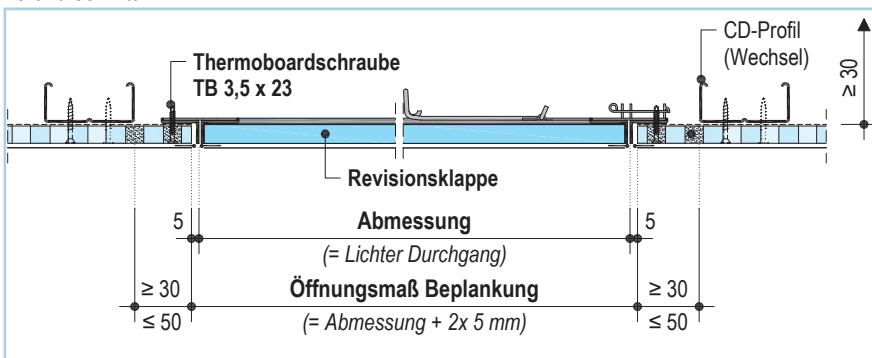 CD-Profil
(Wechsel)
Thermoboardschraube
TB 3,5 x 23
≥ 30
Revisionsklappe
5
Abmessung
5
(= Lichter Durchgang)
≥ 30
Öffnungsmaß Beplankung
≥ 30
≤ 50
(= Abmessung + 2x 5 mm)
≤ 50